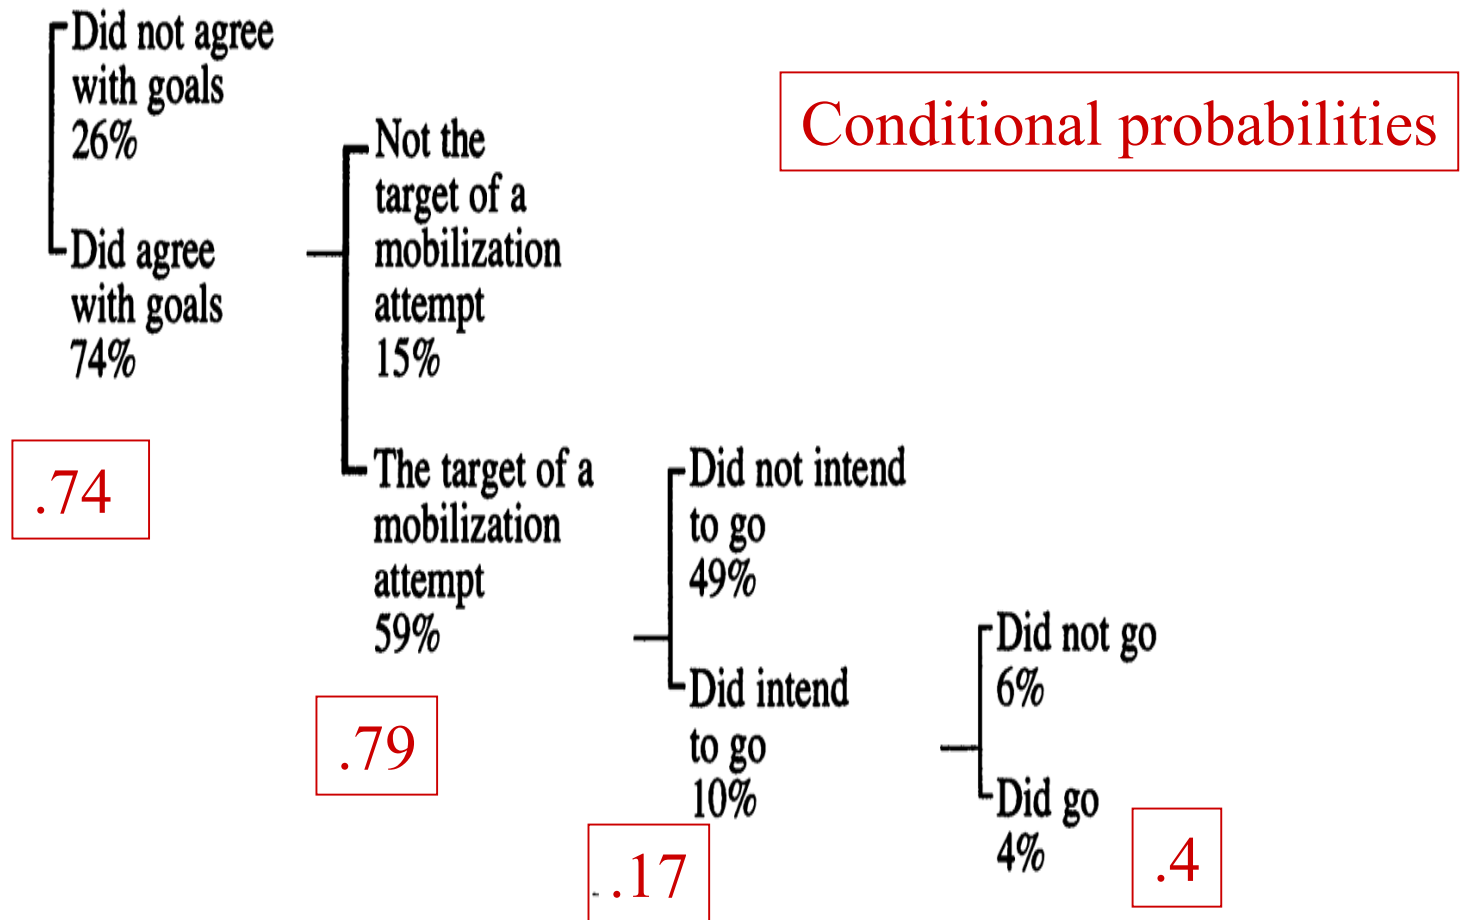 Did not agree
with goals
26%
Did agree
with goals
74%
.74
Conditional probabilities
Not the
target of a
mobilization
attempt
15%
The target of a
mobilization
attempt
59%
.79
Did not intend
to go
49%
Did intend
to go
10%
.17
Did not go
6%
Did go
4%
.4